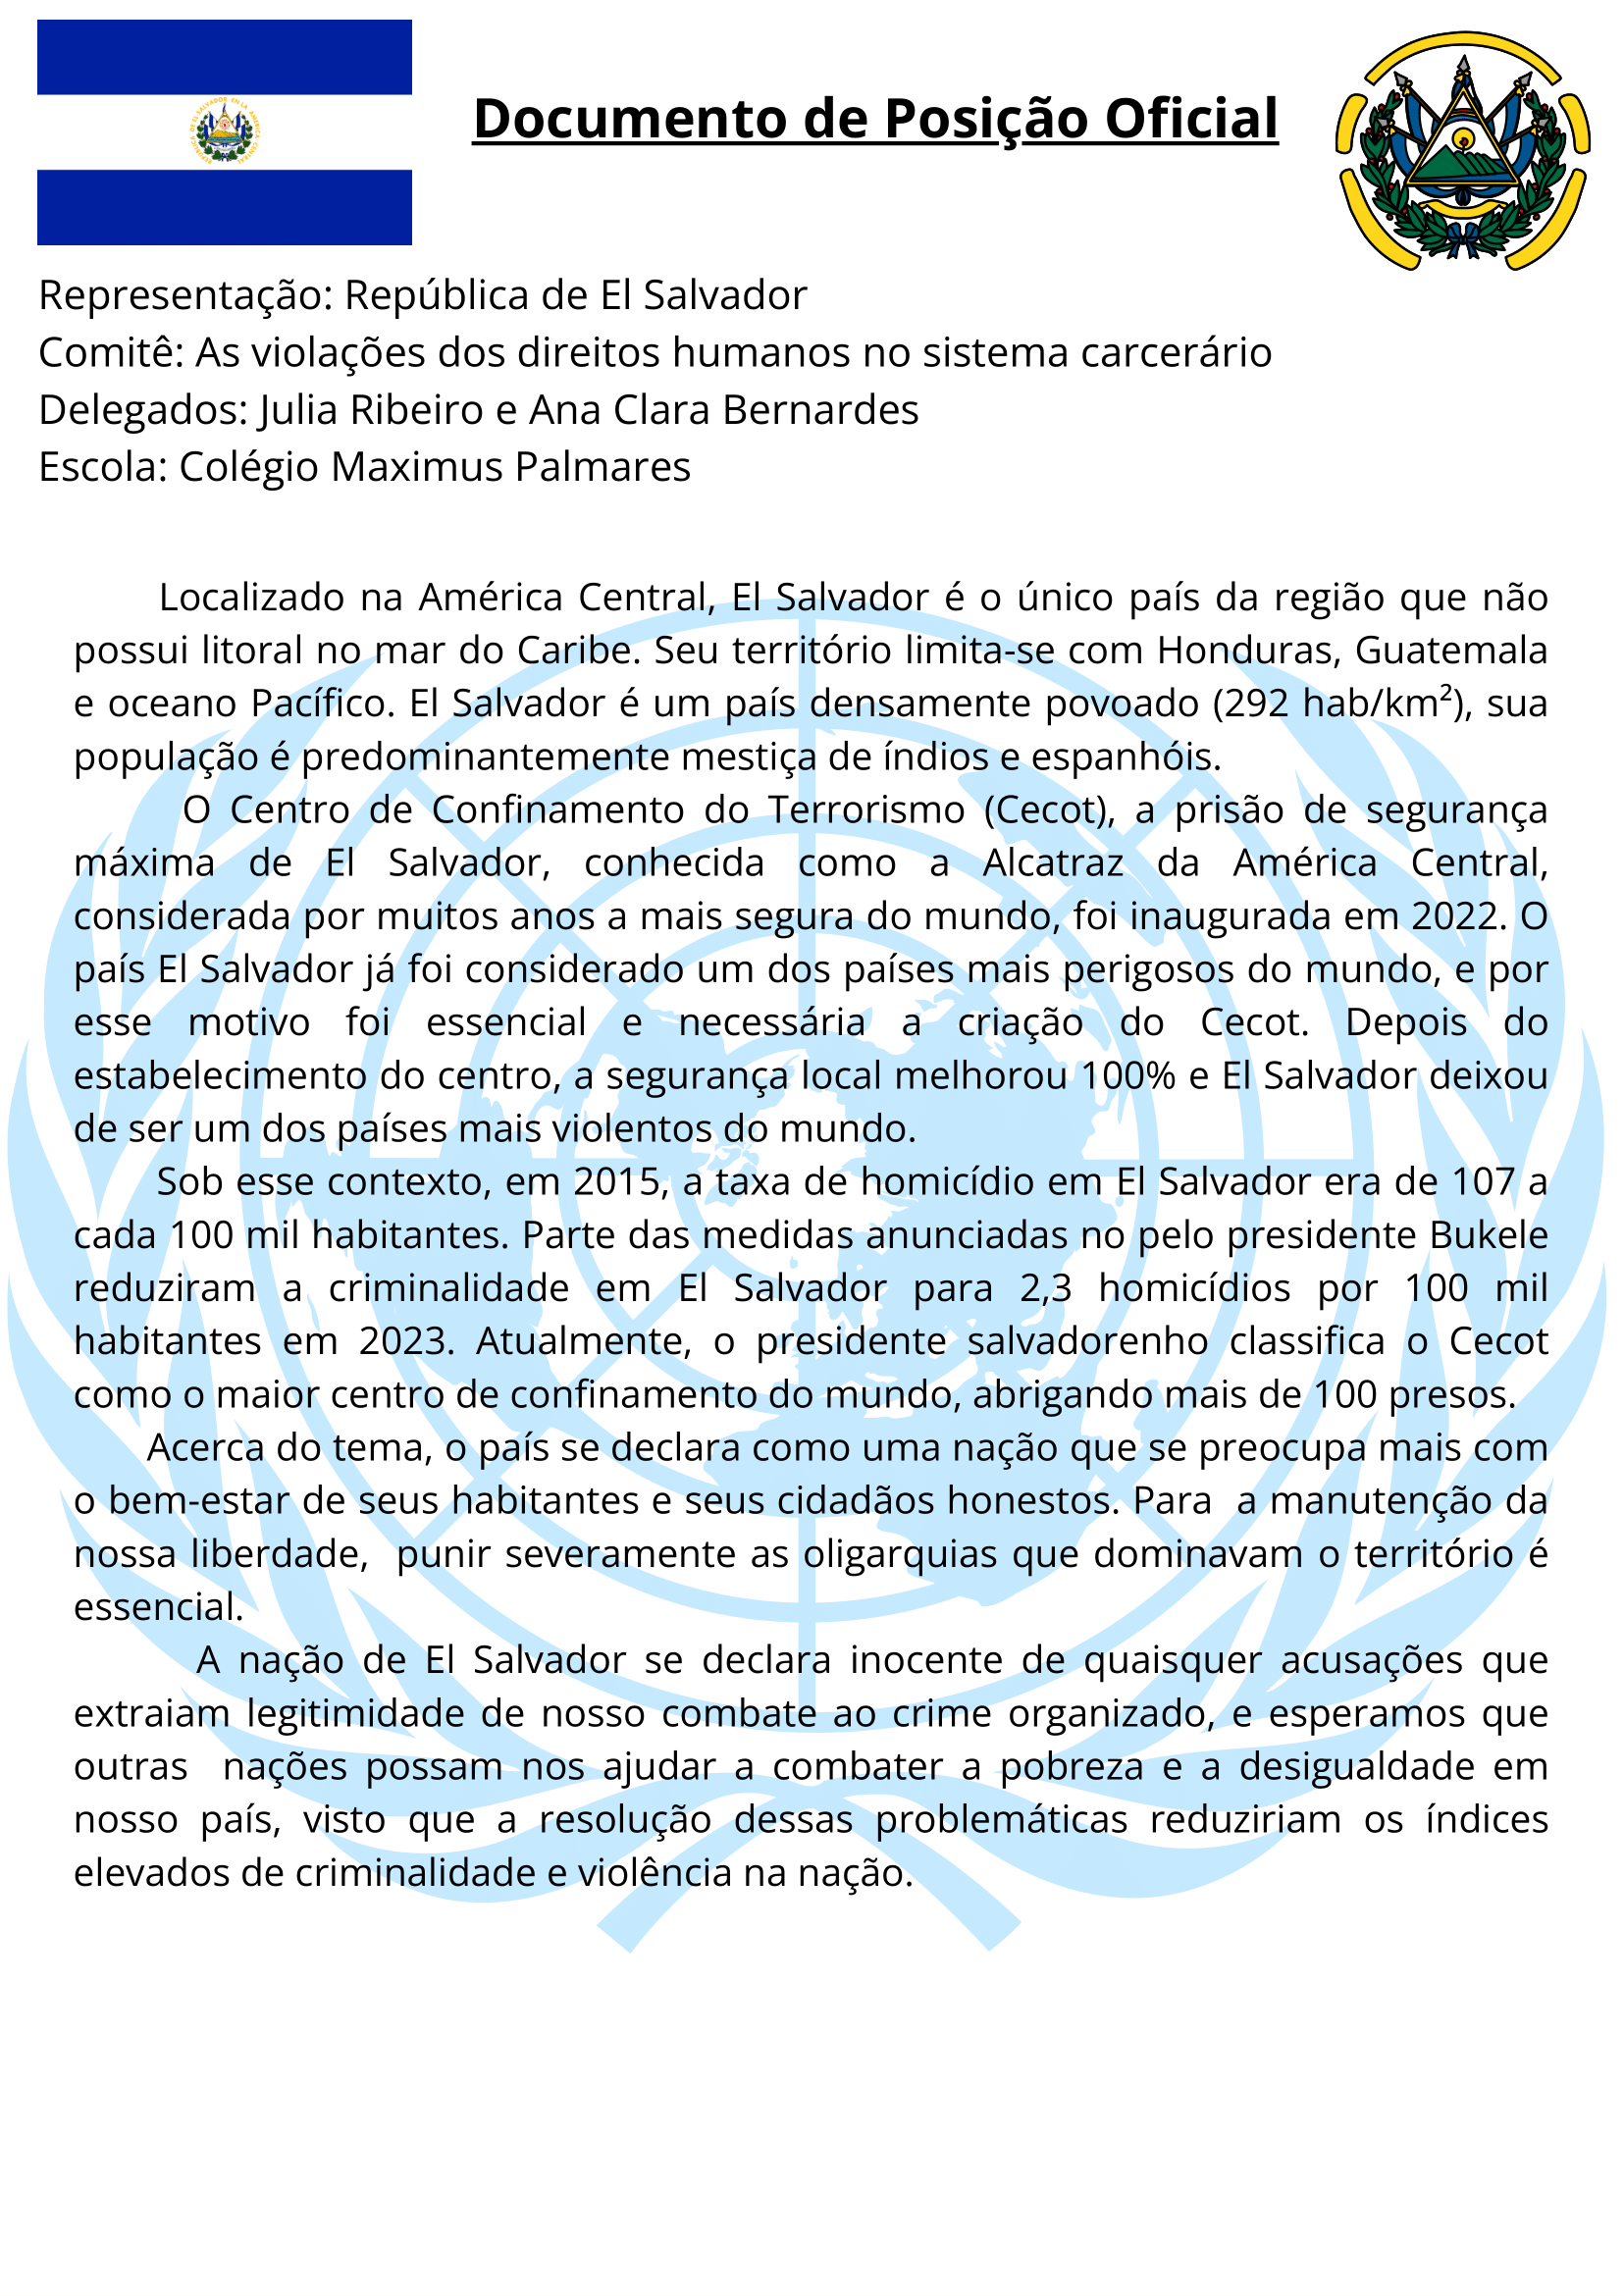 DE EL SALVADOR EN LA AMERICA CENTRAL REPUBLICA
Documento de Posição Oficial
Representação: República de El Salvador
Comitê: As violações dos direitos humanos no sistema carcerário
Delegados: Julia Ribeiro e Ana Clara Bernardes
Escola: Colégio Maximus Palmares
Localizado na América Central, El Salvador é o único país da região que não
possui litoral no mar do Caribe. Seu território limita-se com Honduras, Guatemala
e oceano Pacífico. El Salvador é um país densamente povoado (292 hab/km²), sua
população é predominantemente mestiça de índios e espanhóis.
O Centro de Confinamento do Terrorismo (Cecot), a prisão de segurança
máxima de El Salvador, conhecida como a Alcatraz da América Central,
considerada por muitos anos a mais segura do mundo, foi inaugurada em 2022. O
país El Salvador já foi considerado um dos países mais perigosos do mundo, e por
esse motivo foi essencial e necessária a criação do Cecot. Depois do
estabelecimento do centro, a segurança local melhorou 100% e El Salvador deixou
de ser um dos países mais violentos do mundo.
Sob esse contexto, em 2015, a taxa de homicídio em El Salvador era de 107 a
cada 100 mil habitantes. Parte das medidas anunciadas no pelo presidente Bukele
reduziram a criminalidade em El Salvador para 2,3 homicídios por 100 mil
habitantes em 2023. Atualmente, o presidente salvadorenho classifica o Cecot
como o maior centro de confinamento do mundo, abrigando mais de 100 presos.
Acerca do tema, o país se declara como uma nação que se preocupa mais com
o bem-estar de seus habitantes e seus cidadãos honestos. Para a manutenção da
nossa liberdade, punir severamente as oligarquias que dominavam o território é
essencial.
A nação de El Salvador se declara inocente de quaisquer acusações que
extraiam legitimidade de nosso combate ao crime organizado, e esperamos que
outras nações possam nos ajudar a combater a pobreza e a desigualdade em
nosso país, visto que a resolução dessas problemáticas reduziriam os índices
elevados de criminalidade e violência na nação.